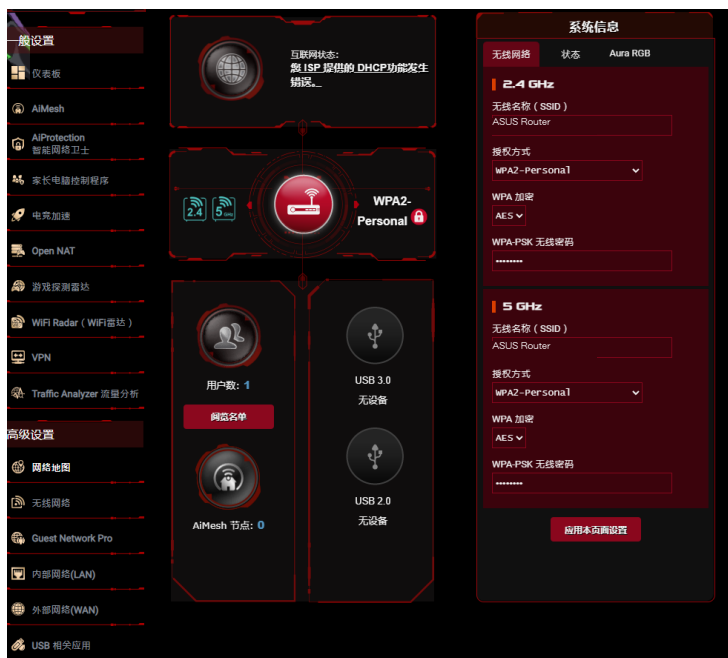 一般设置
仪表板
AiMesh
AiProtection
智能网络卫士
家长电脑控制程序
电竞加速
Open NAT
游戏探测雷达
WiFi Radar（WiFi雷达）
VPN
Traffic Analyzer 流量分析
高级设置
网络地图
无线网络
Guest Network Pro
内部网络(LAN)
外部网络(WAN)
USB 相关应用
互联网状态:
您 ISP 提供的 DHCP功能发生
错误。
2.4
5 GHz
WPA2-
Personal
用户数: 1
阅览名单
AiMesh 节点: 0
USB 3.0
无设备
USB 2.0
无设备
系统信息
无线网络 状态 Aura RGB
2.4 GHz
无线名称（SSID）
ASUS Router
授权方式
WPA2-Personal
WPA 加密
AES
WPA-PSK 无线密码
••••••••
5 GHz
无线名称（SSID）
ASUS Router
授权方式
WPA2-Personal
WPA 加密
AES
WPA-PSK 无线密码
••••••••
应用本页面设置